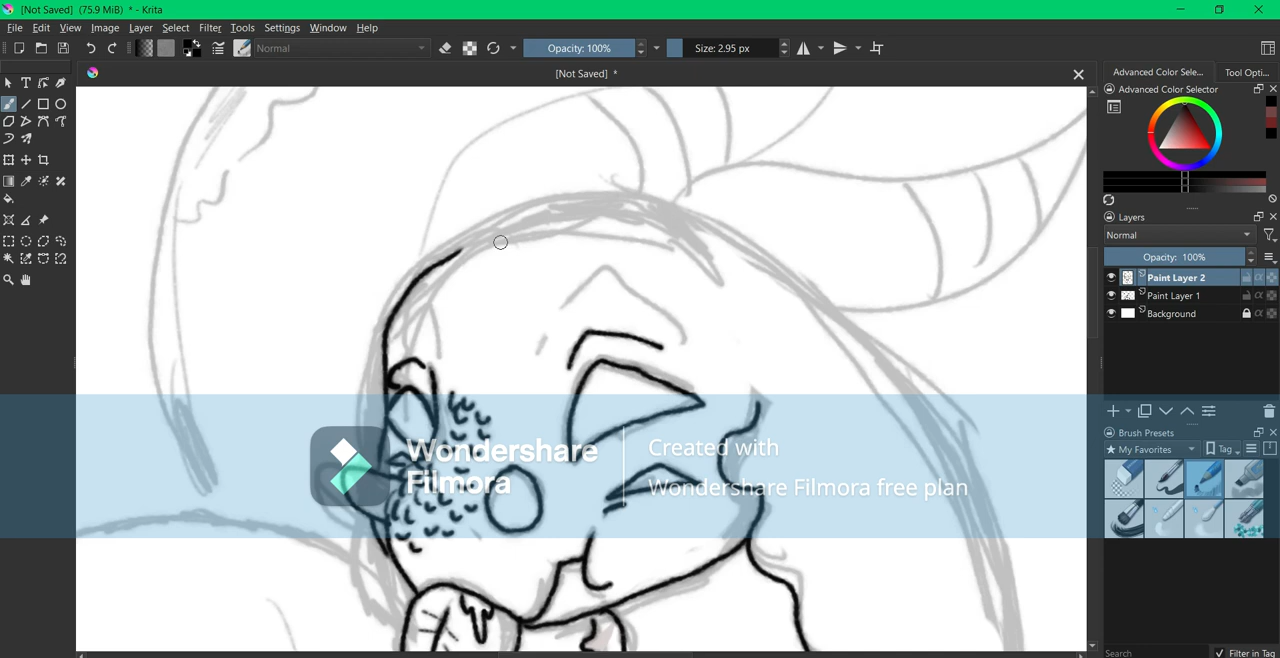 [Not Saved] (75.9 MiB) * - Krita
File Edit View Image Layer Select Filter Tools Settings Window Help
Normal Opacity: 100% Size: 2.95 px
[Not Saved] *
Advanced Color Sele... Tool Opti...
Advanced Color Selector
Layers
Normal
Opacity: 100%
Paint Layer 2
Paint Layer 1
Background
Brush Presets
My Favorites Tag
Search Filter in Tag
Wondershare
Filmora
Created with
Wondershare Filmora free plan